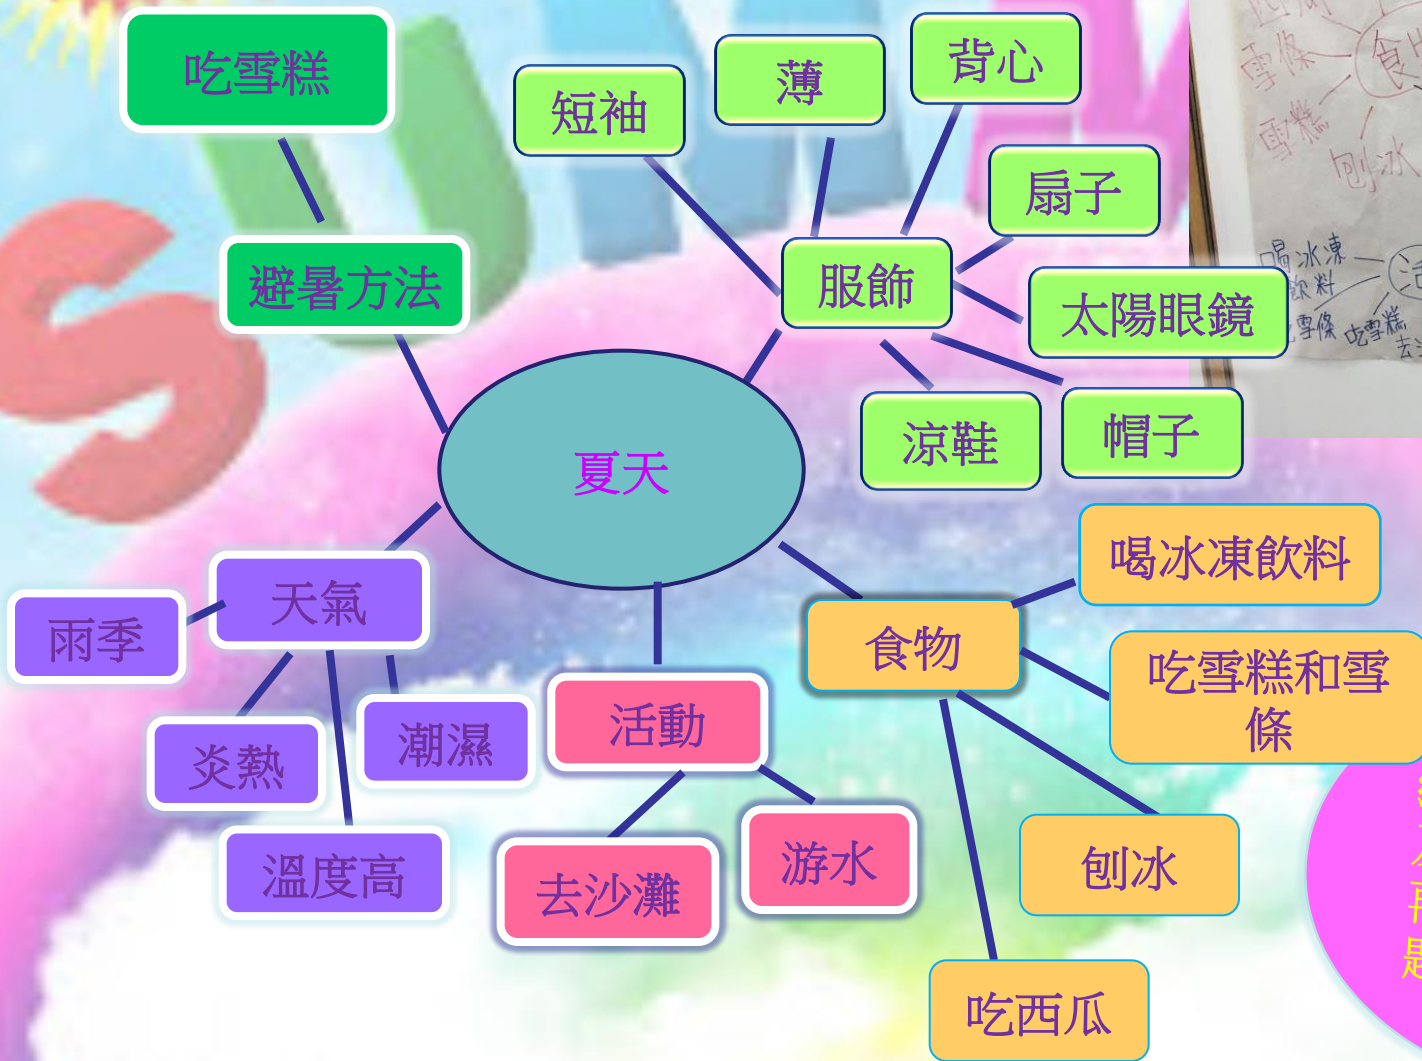 吃雪糕
避暑方法
短袖
薄
背心
扇子
服飾
太陽眼鏡
涼鞋
帽子
夏天
天氣
雨季
炎熱
潮濕
溫度高
活動
去沙灘
游水
食物
喝冰凍飲料
吃雪糕和雪
條
刨冰
吃西瓜
雪條
雪糕
刨冰
食
喝冰凍
飲料
雪條
吃雪糕
去
活
SUM